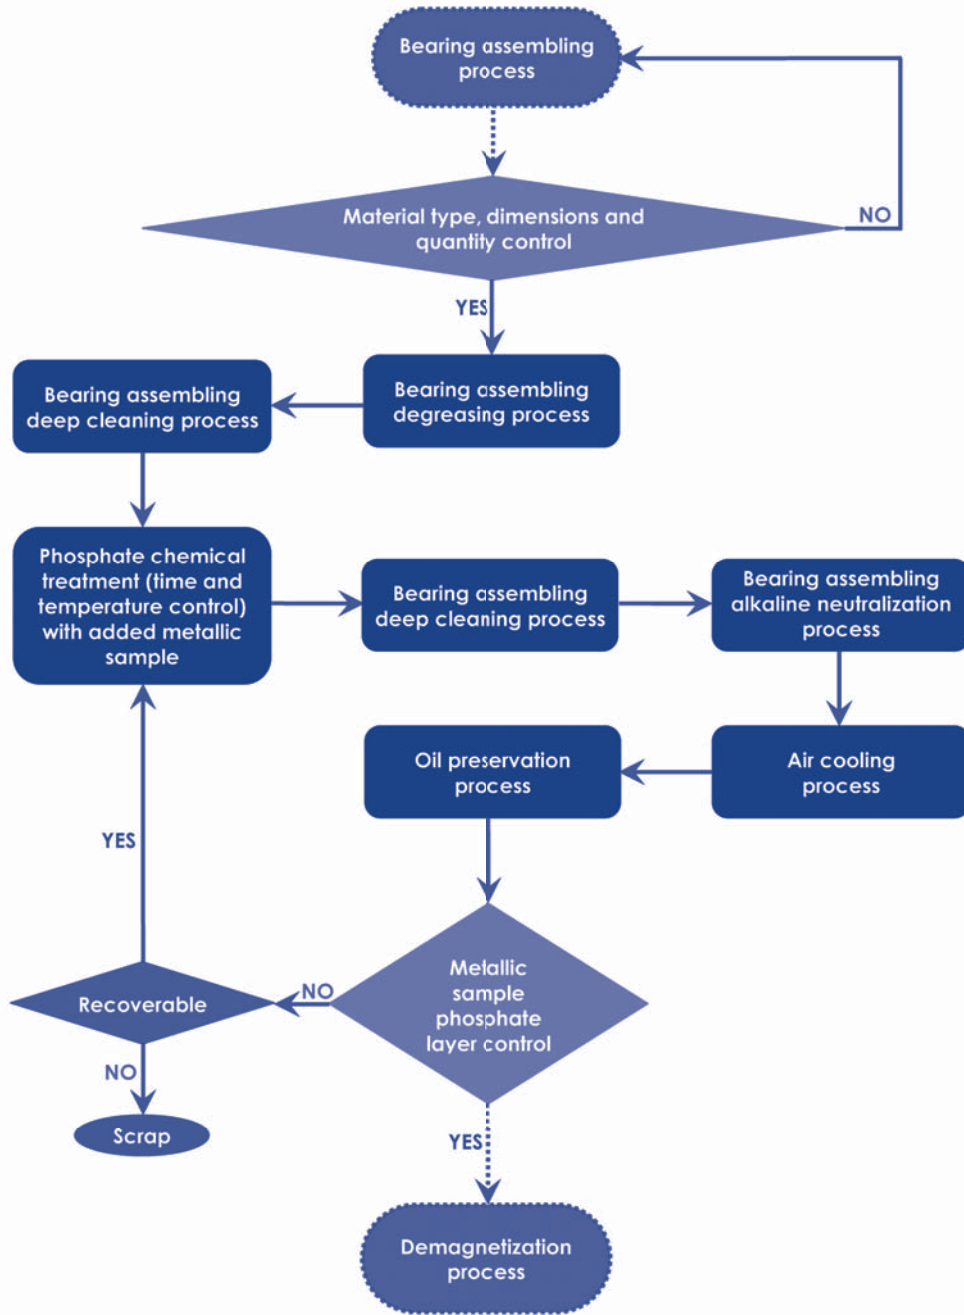 Bearing assembling
process
Material type, dimensions and
quantity control
NO
YES
Bearing assembling
deep cleaning process
Bearing assembling
degreasing process
Phosphate chemical
treatment (time and
temperature control)
with added metallic
sample
Bearing assembling
deep cleaning process
Bearing assembling
alkaline neutralization
process
Oil preservation
process
Air cooling
process
YES
Metallic
sample
phosphate
layer control
NO
Recoverable
NO
Scrap
YES
Demagnetization
process